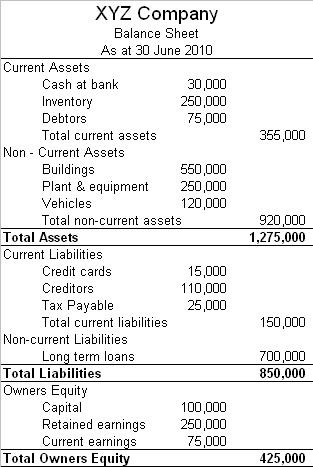 XYZ Company
Balance Sheet
As at 30 June 2010
Current Assets
Cash at bank 30,000
Inventory 250,000
Debtors 75,000
Total current assets 355,000
Non - Current Assets
Buildings 550,000
Plant & equipment 250,000
Vehicles 120,000
Total non-current assets 920,000
Total Assets 1,275,000
Current Liabilities
Credit cards 15,000
Creditors 110,000
Tax Payable 25,000
Total current liabilities 150,000
Non-current Liabilities
Long term loans 700,000
Total Liabilities 850,000
Owners Equity
Capital 100,000
Retained earnings 250,000
Current earnings 75,000
Total Owners Equity 425,000